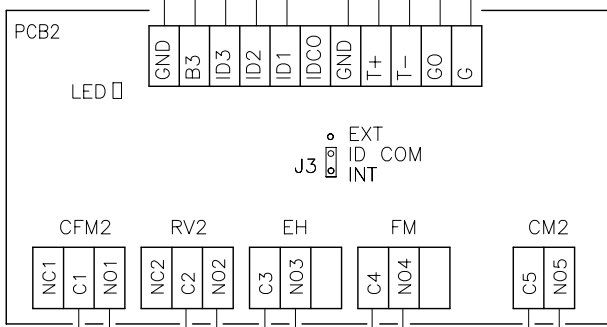 PCB2
GND B3 ID3 ID2 ID1 IDCO GND T+ T- GO G
LED
EXT
J3 ID COM
INT
CFM2 RV2 EH FM CM2
NC1 C1 NO1 NC2 C2 NO2 C3 NO3 C4 NO4 C5 NO5